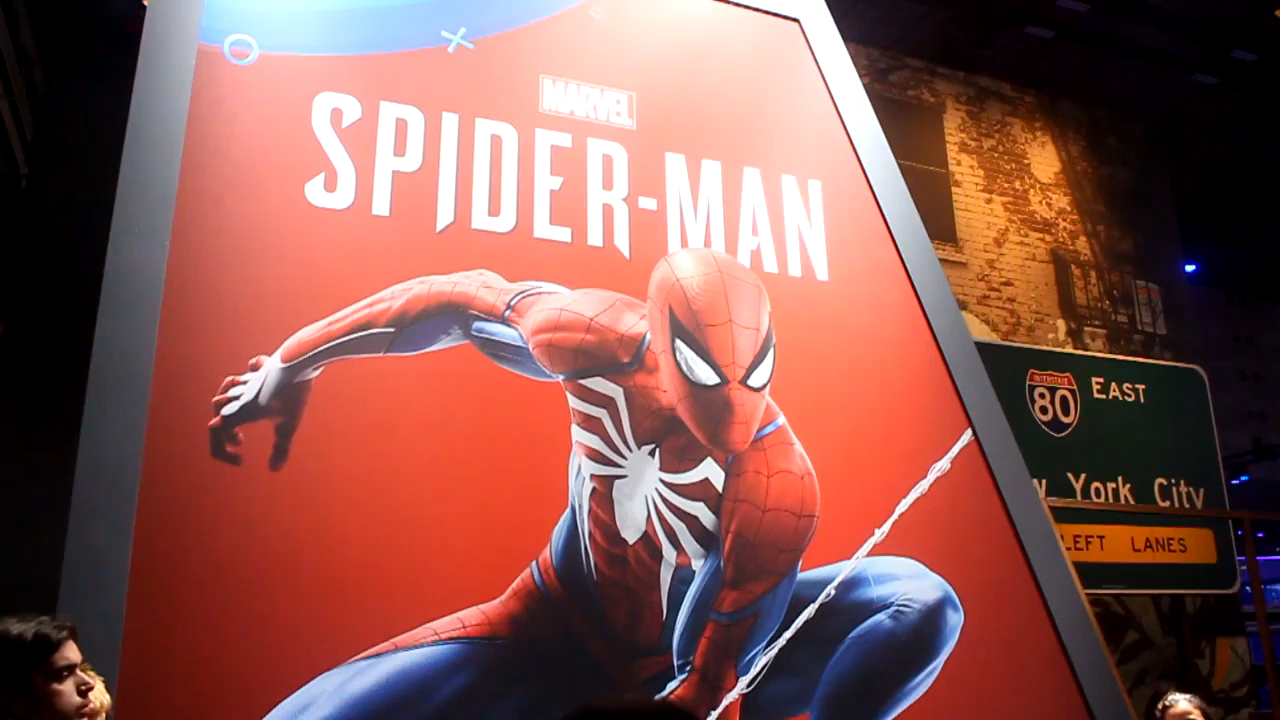 MARVEL
SPIDER-MAN
INTERSTATE
80
EAST
York City
LEFT LANES